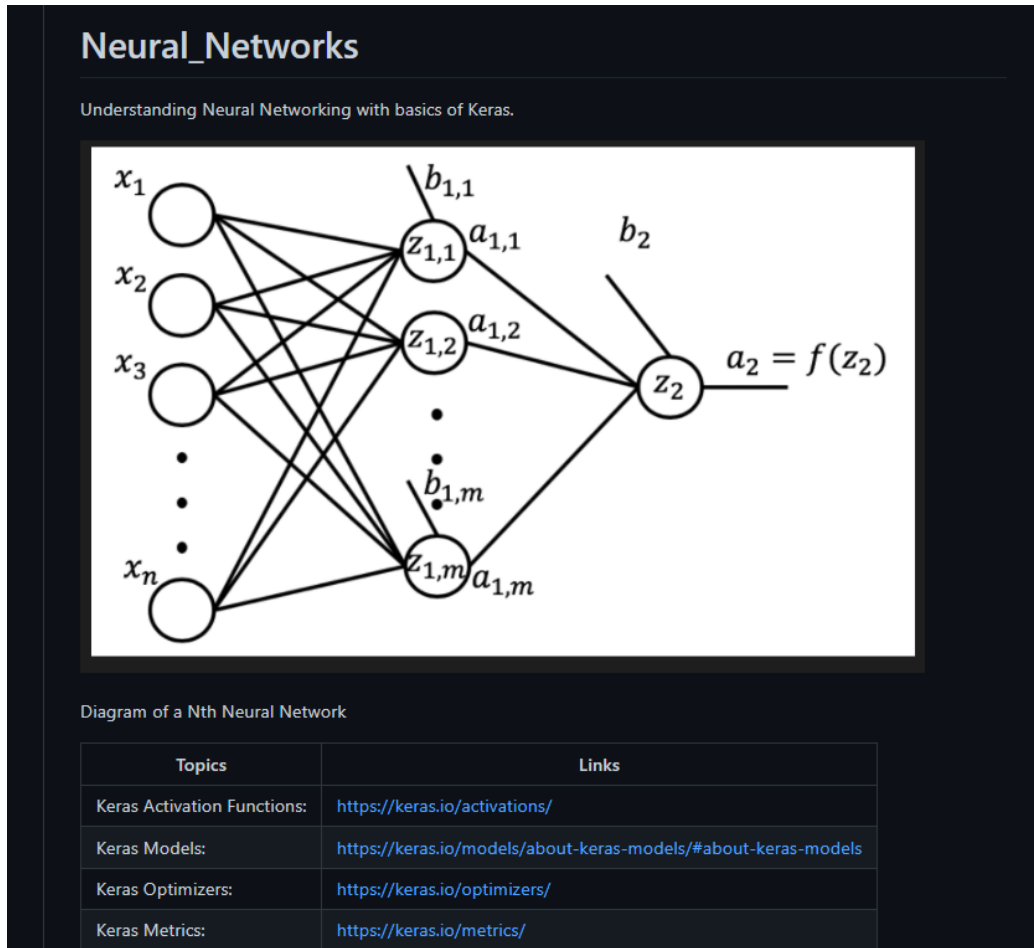 Neural_Networks
Understanding Neural Networking with basics of Keras.
x₁
b₁,₁
z₁,₁
a₁,₁
b₂
x₂
z₁,₂
a₁,₂
x₃
z₂
a₂ = f(z₂)
b₁,ₘ
xₙ
z₁,ₘ
a₁,ₘ
Diagram of a Nth Neural Network
Topics Links
Keras Activation Functions: https://keras.io/activations/
Keras Models: https://keras.io/models/about-keras-models/#about-keras-models
Keras Optimizers: https://keras.io/optimizers/
Keras Metrics: https://keras.io/metrics/